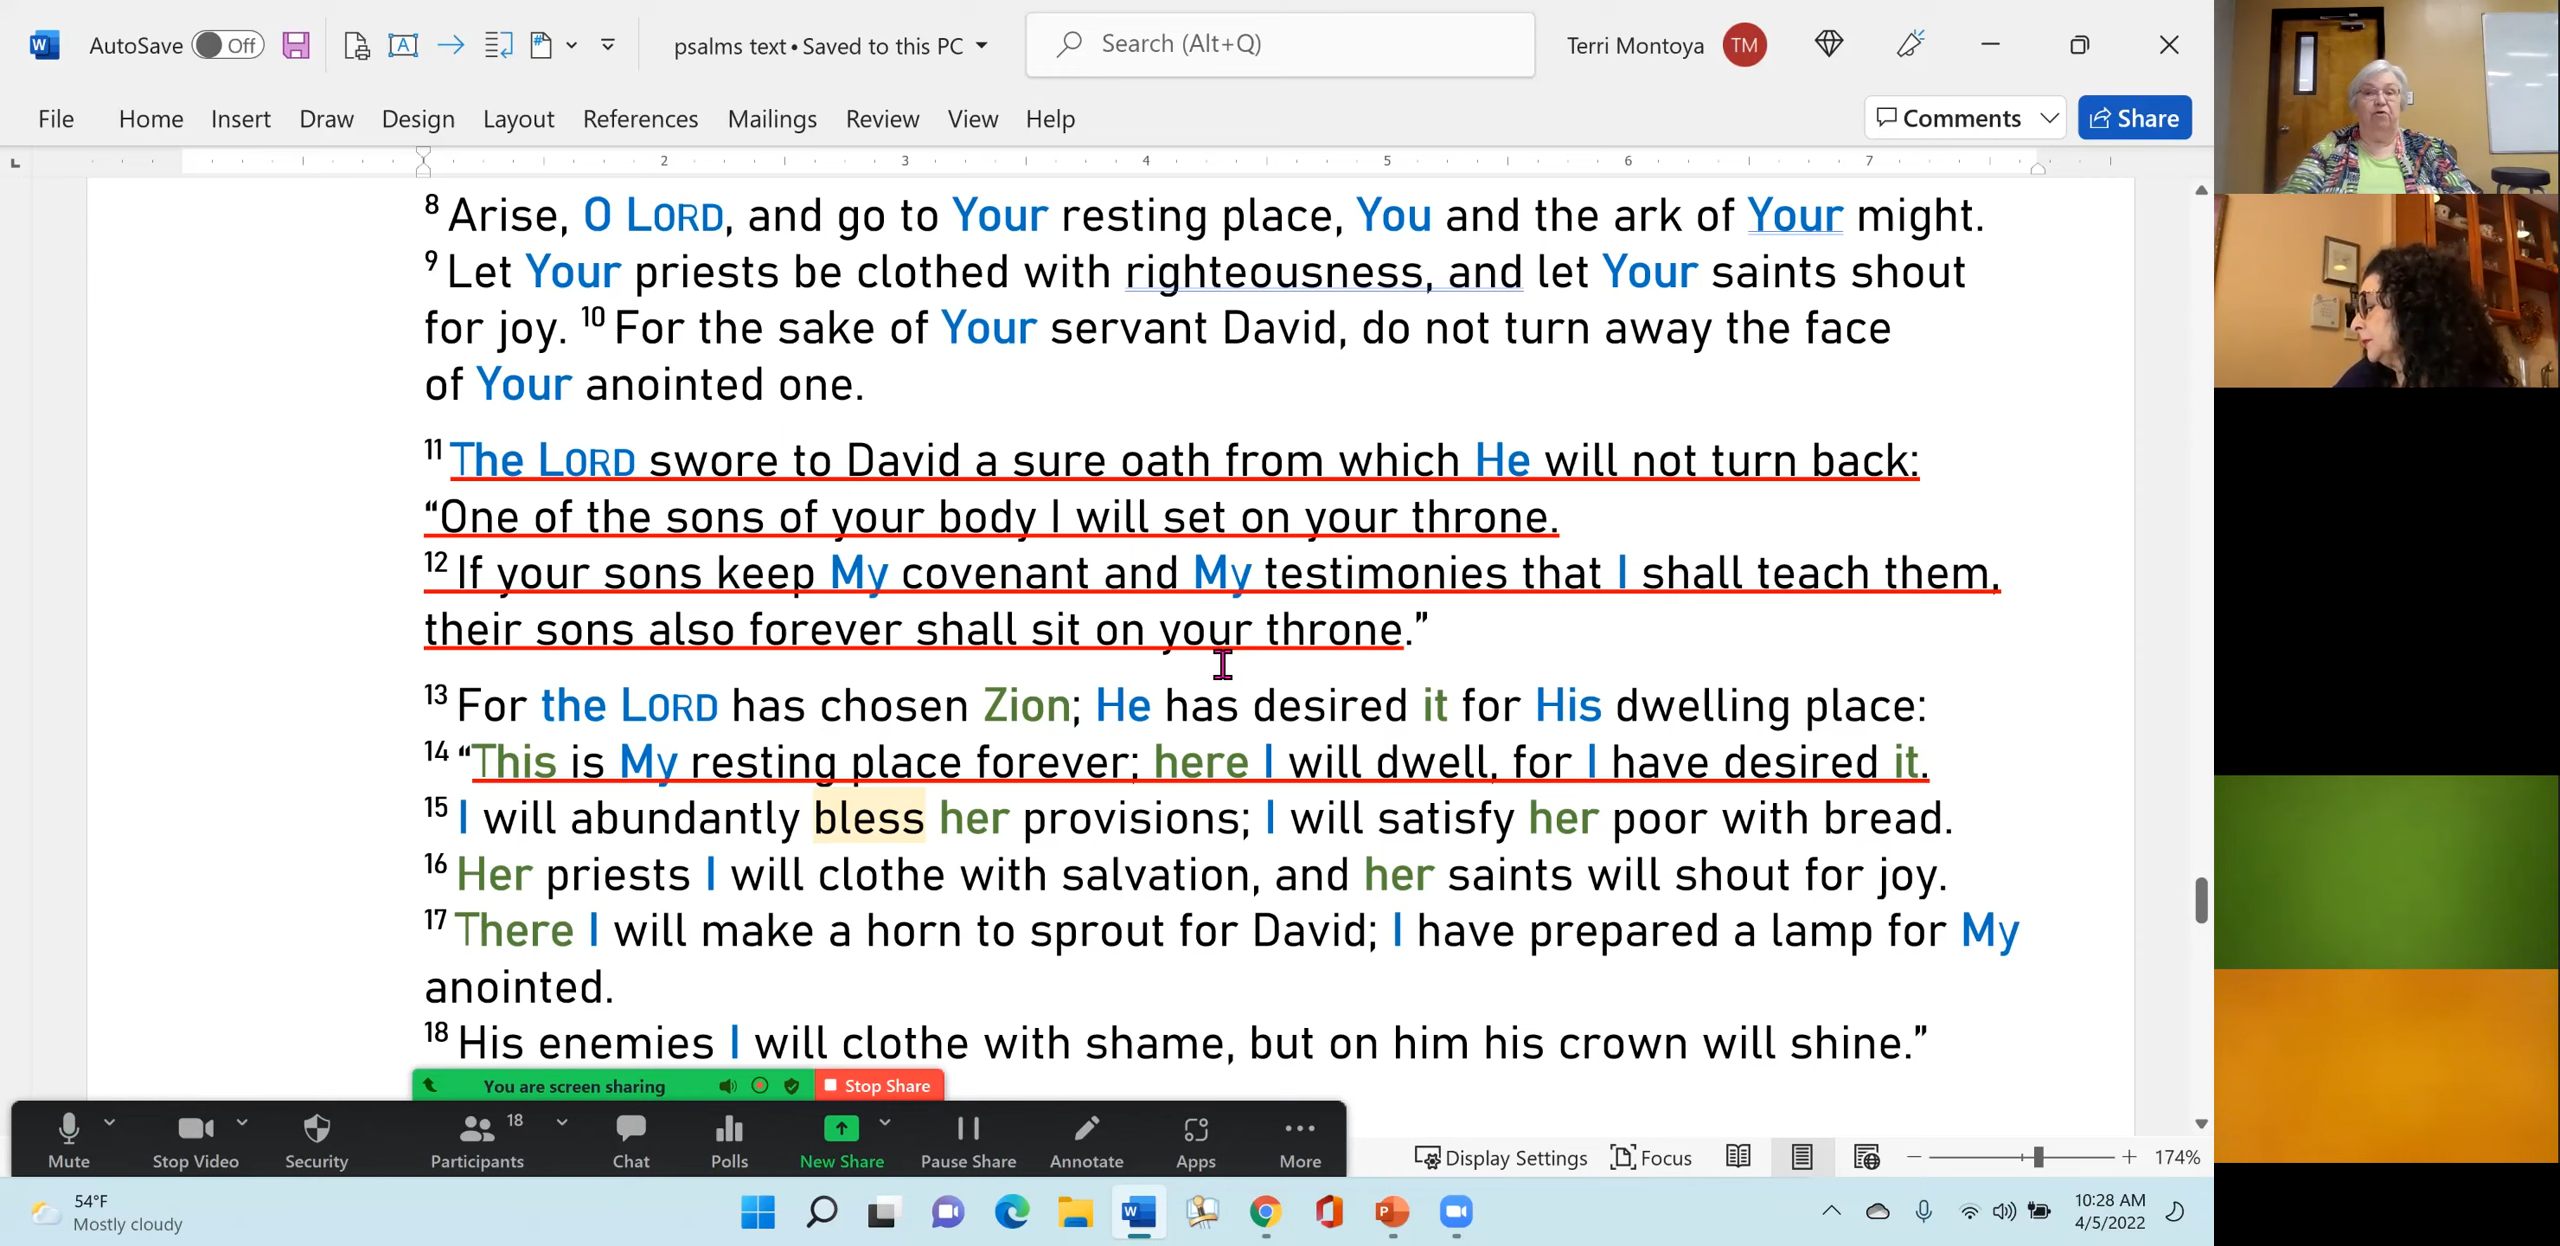 W AutoSave Off psalms text • Saved to this PC Search (Alt+Q) Terri Montoya TM
File Home Insert Draw Design Layout References Mailings Review View Help Comments Share
L 2 3 4 5 6 7
8 Arise, O LORD, and go to Your resting place, You and the ark of Your might.
9 Let Your priests be clothed with righteousness, and let Your saints shout
for joy. 10 For the sake of Your servant David, do not turn away the face
of Your anointed one.
11 The LORD swore to David a sure oath from which He will not turn back:
“One of the sons of your body I will set on your throne.
12 If your sons keep My covenant and My testimonies that I shall teach them,
their sons also forever shall sit on your throne.”
13 For the LORD has chosen Zion; He has desired it for His dwelling place:
14 “This is My resting place forever; here I will dwell, for I have desired it.
15 I will abundantly bless her provisions; I will satisfy her poor with bread.
16 Her priests I will clothe with salvation, and her saints will shout for joy.
17 There I will make a horn to sprout for David; I have prepared a lamp for My
anointed.
18 His enemies I will clothe with shame, but on him his crown will shine.”
You are screen sharing Stop Share
18
Mute Stop Video Security Participants Chat Polls New Share Pause Share Annotate Apps More
Display Settings Focus 174%
54°F
Mostly cloudy
10:28 AM
4/5/2022